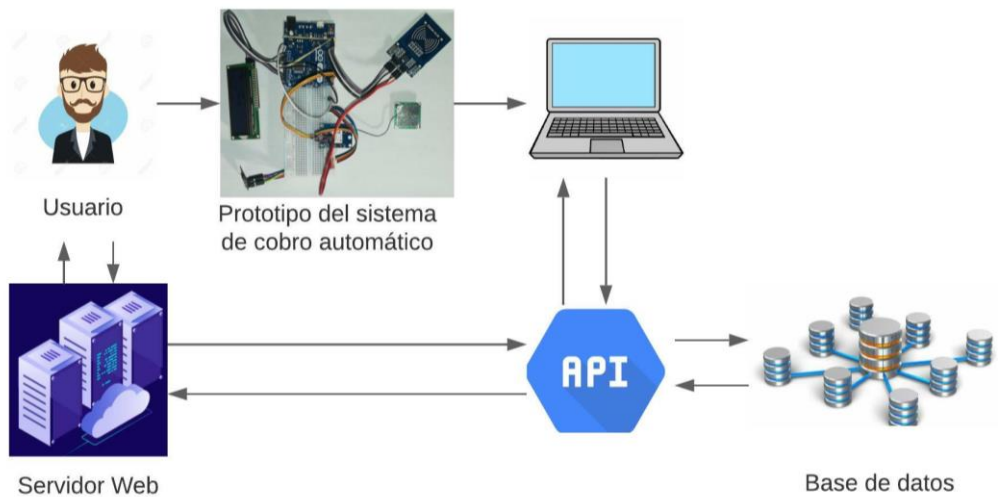 Usuario
Prototipo del sistema
de cobro automático
API
Servidor Web
Base de datos